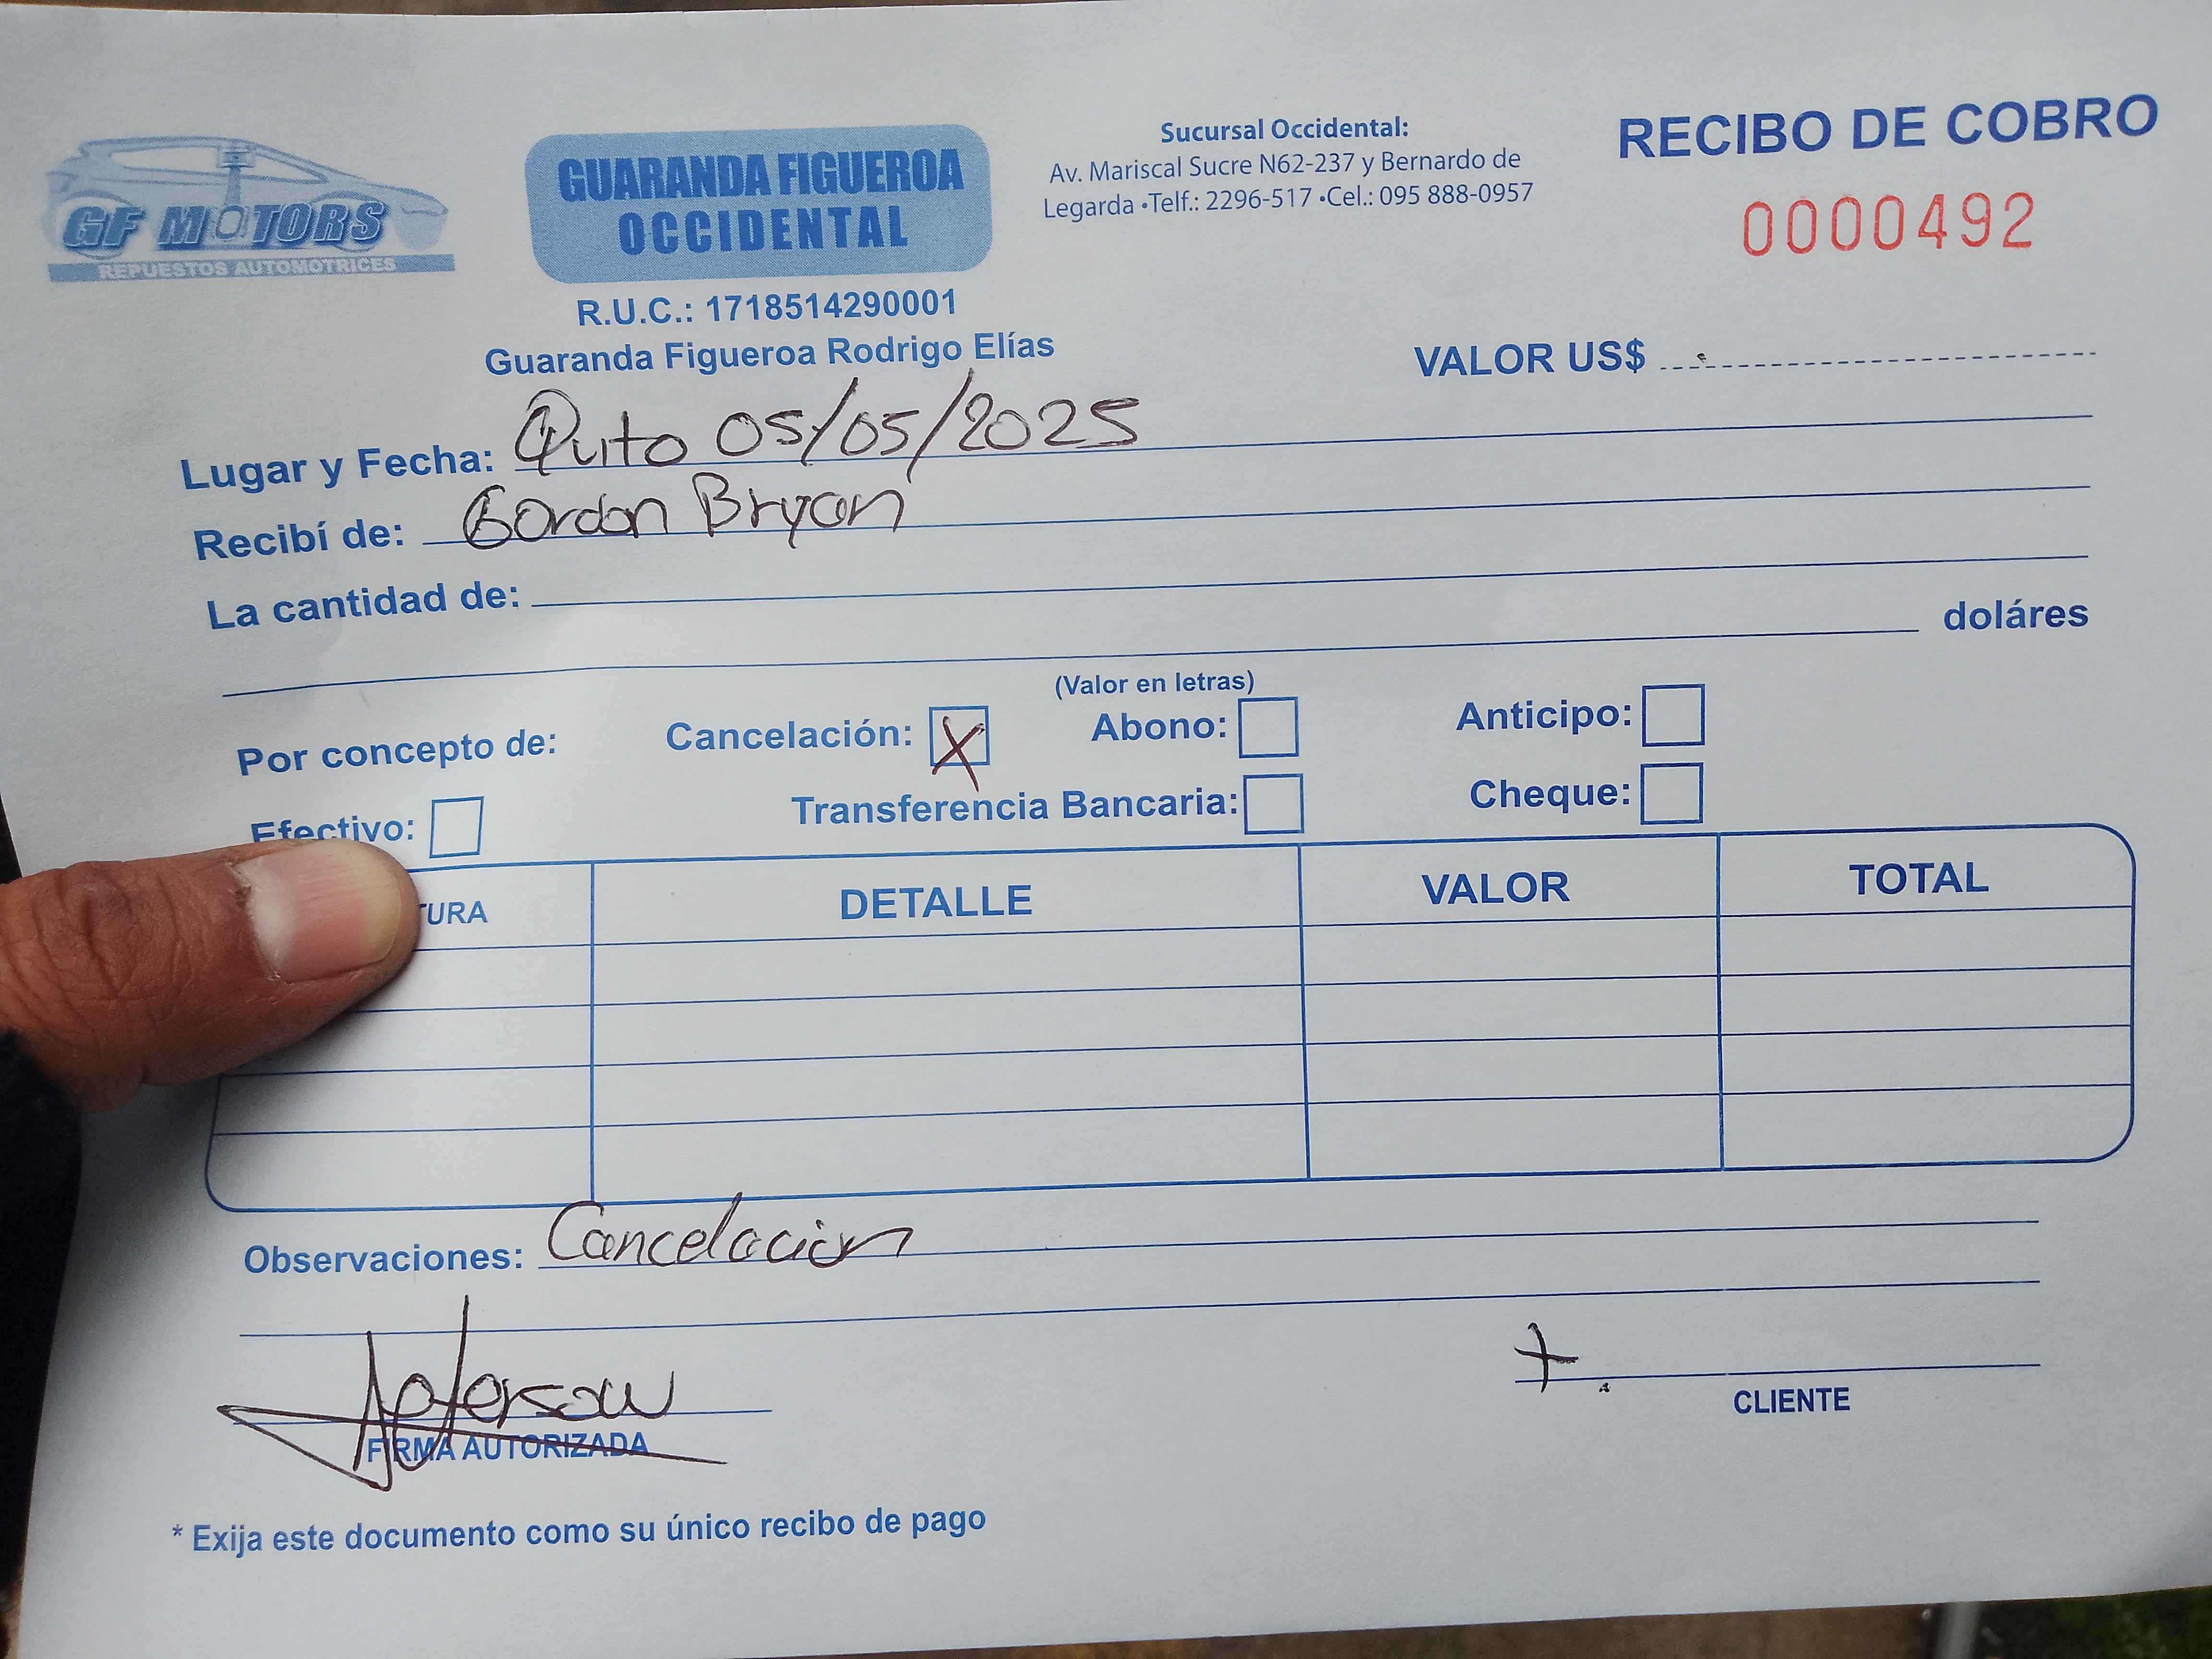 GF MOTORS
REPUESTOS AUTOMOTRICES
GUARANDA FIGUEROA
OCCIDENTAL
R.U.C.: 1718514290001
Guaranda Figueroa Rodrigo Elías
Sucursal Occidental:
Av. Mariscal Sucre N62-237 y Bernardo de
Legarda •Telf.: 2296-517 •Cel.: 095 888-0957
RECIBO DE COBRO
0000492
VALOR US$
Lugar y Fecha: Quito 05/05/2025
Recibí de: Gordon Bryan
La cantidad de:
doláres
(Valor en letras)
Por concepto de: Cancelación: X Abono: Anticipo:
Efectivo: Transferencia Bancaria: Cheque:
TURA DETALLE VALOR TOTAL
Observaciones: Cancelacion
Jefersow
FIRMA AUTORIZADA
CLIENTE
* Exija este documento como su único recibo de pago